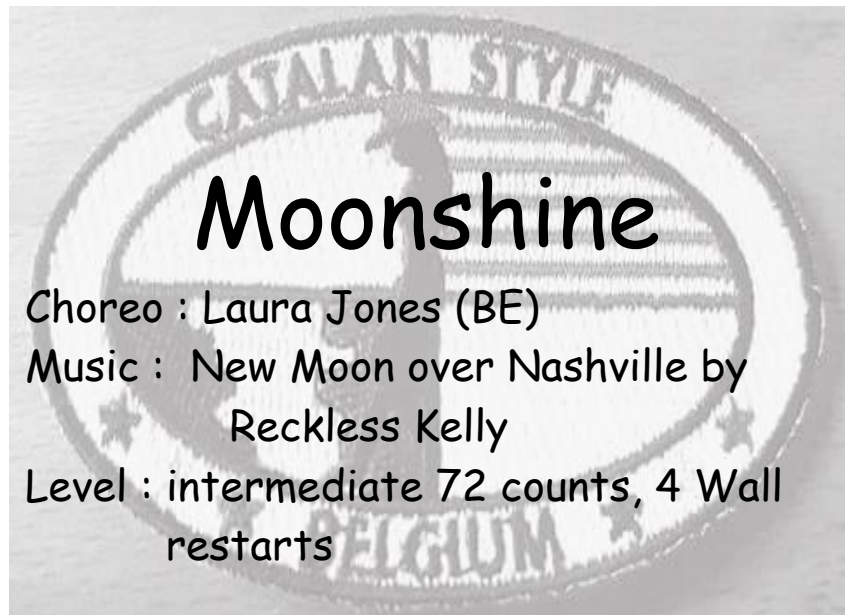 CATALAN STYLE
Moonshine
Choreo : Laura Jones (BE)
Music : New Moon over Nashville by
Reckless Kelly
Level : intermediate 72 counts, 4 Wall
restarts
BELGIUM